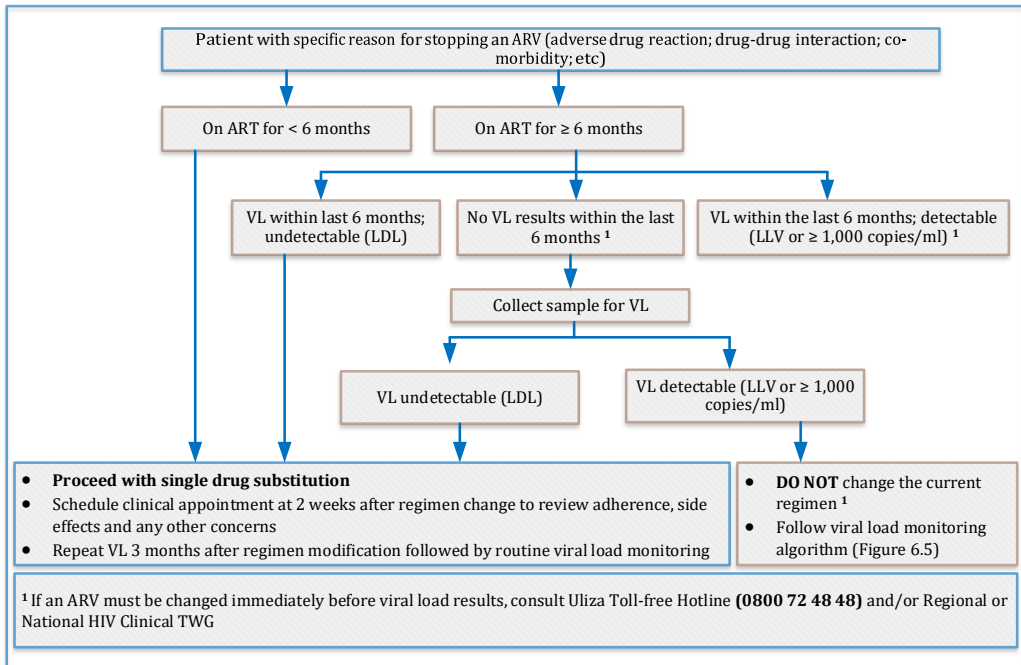 Patient with specific reason for stopping an ARV (adverse drug reaction; drug-drug interaction; co-
morbidity; etc)
On ART for < 6 months
On ART for ≥ 6 months
VL within last 6 months;
undetectable (LDL)
No VL results within the last
6 months ¹
VL within the last 6 months; detectable
(LLV or ≥ 1,000 copies/ml) ¹
Collect sample for VL
VL undetectable (LDL)
VL detectable (LLV or ≥ 1,000
copies/ml)
• Proceed with single drug substitution
• Schedule clinical appointment at 2 weeks after regimen change to review adherence, side
effects and any other concerns
• Repeat VL 3 months after regimen modification followed by routine viral load monitoring
• DO NOT change the current
regimen ¹
• Follow viral load monitoring
algorithm (Figure 6.5)
¹ If an ARV must be changed immediately before viral load results, consult Uliza Toll-free Hotline (0800 72 48 48) and/or Regional or
National HIV Clinical TWG